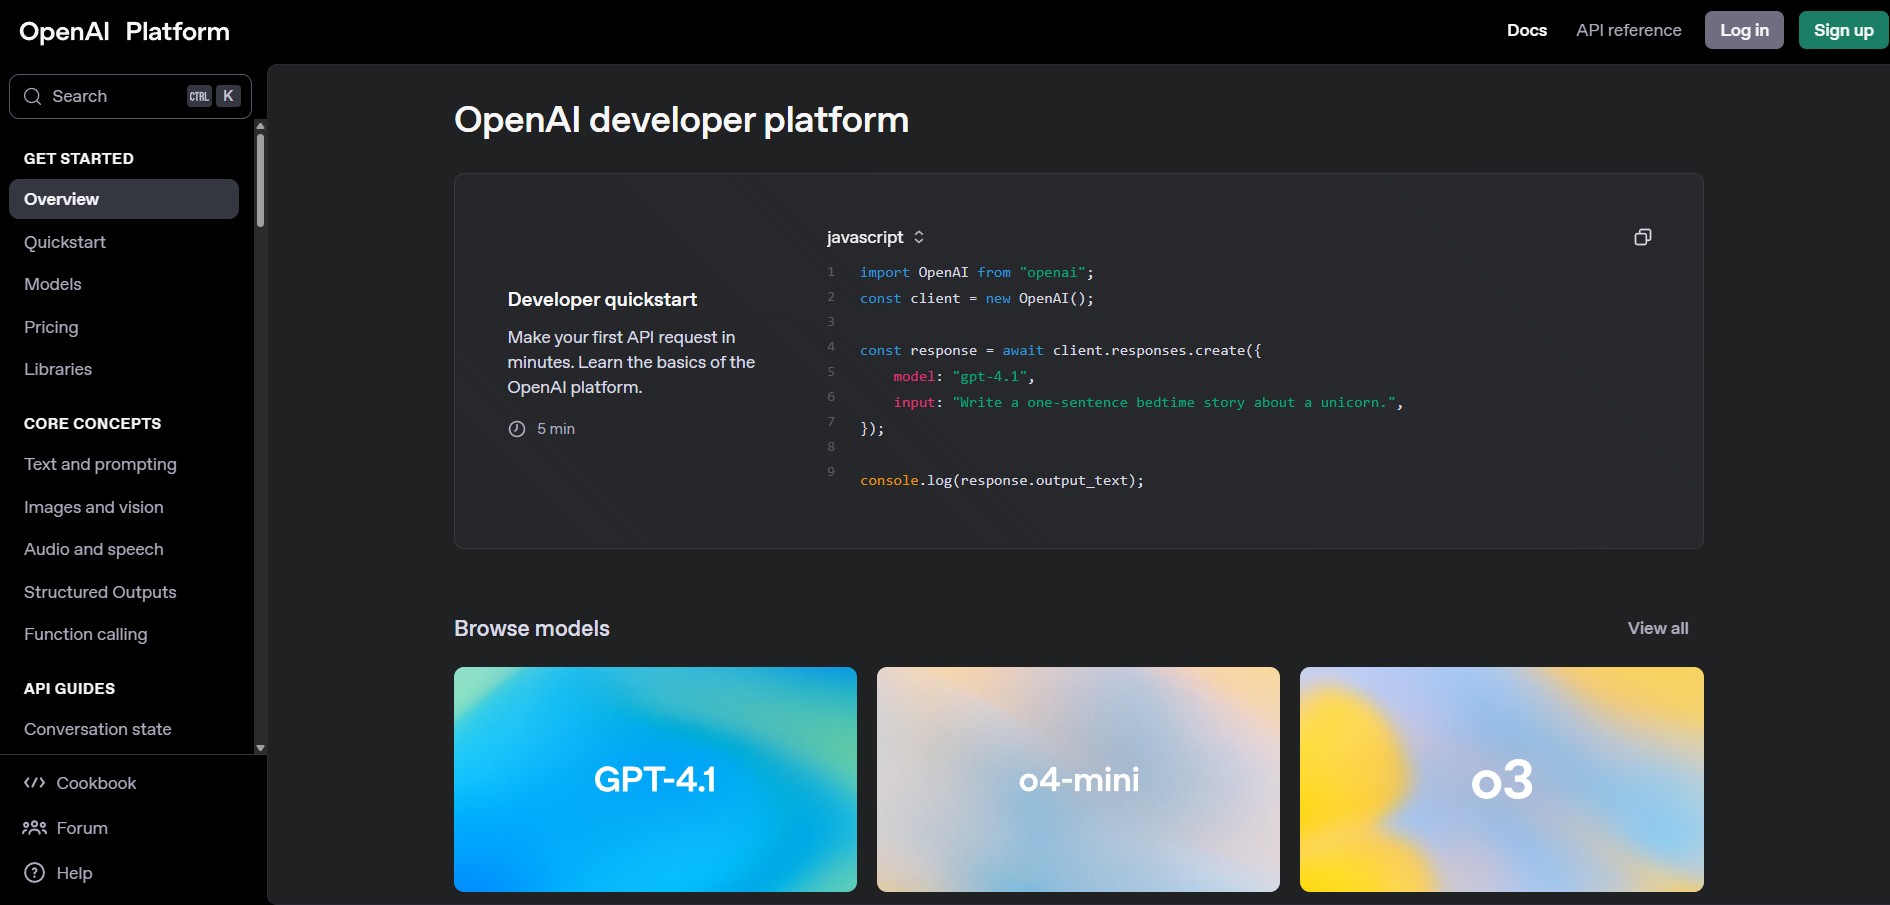 OpenAI Platform
Docs
API reference
Log in
Sign up
Search
CTRL K
GET STARTED
Overview
Quickstart
Models
Pricing
Libraries
CORE CONCEPTS
Text and prompting
Images and vision
Audio and speech
Structured Outputs
Function calling
API GUIDES
Conversation state
Cookbook
Forum
Help
OpenAI developer platform
Developer quickstart
Make your first API request in
minutes. Learn the basics of the
OpenAI platform.
5 min
javascript
1 import OpenAI from "openai";
2 const client = new OpenAI();
3
4 const response = await client.responses.create({
5     model: "gpt-4.1",
6     input: "Write a one-sentence bedtime story about a unicorn.",
7 });
8
9 console.log(response.output_text);
Browse models
View all
GPT-4.1
o4-mini
o3